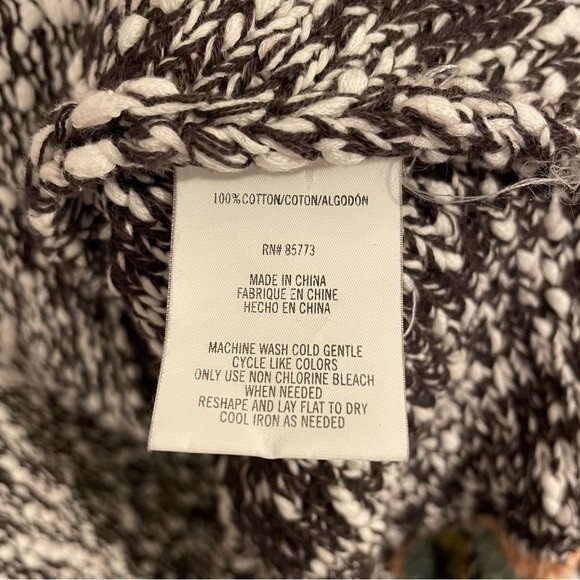 100%COTTON/COTON/ALGODÓN
RN# 85773
MADE IN CHINA
FABRIQUE EN CHINE
HECHO EN CHINA
MACHINE WASH COLD GENTLE
CYCLE LIKE COLORS
ONLY USE NON CHLORINE BLEACH
WHEN NEEDED
RESHAPE AND LAY FLAT TO DRY
COOL IRON AS NEEDED